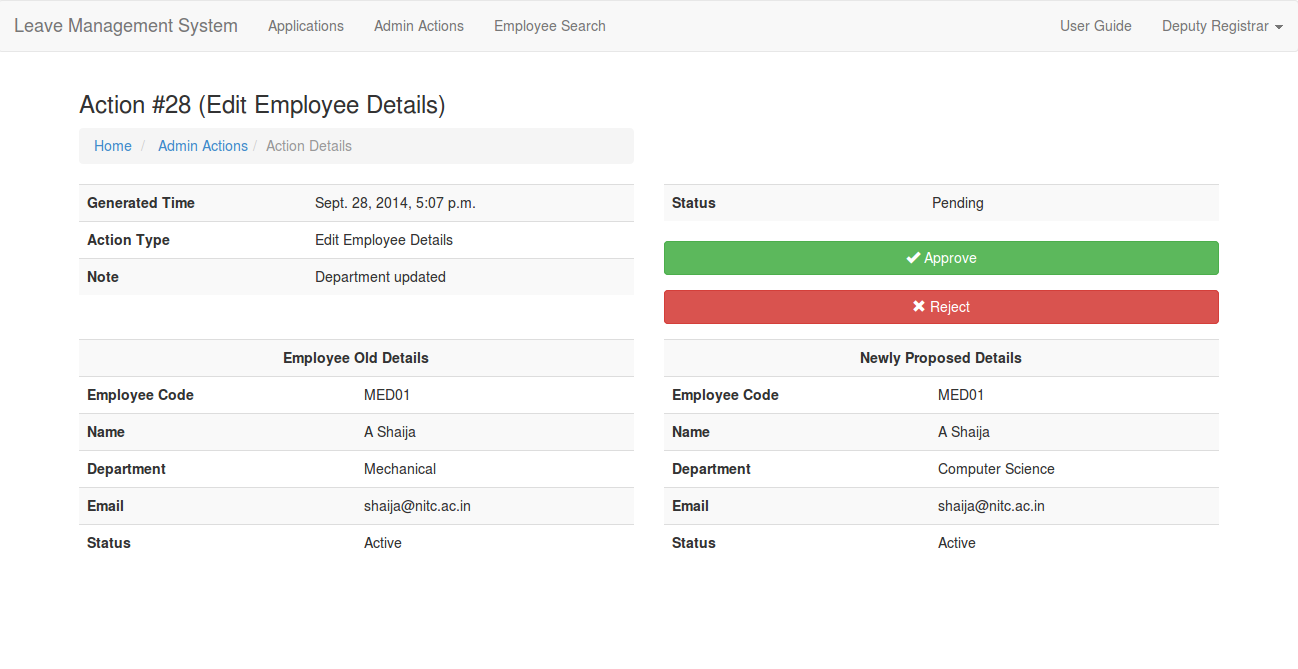 Leave Management System Applications Admin Actions Employee Search User Guide Deputy Registrar
Action #28 (Edit Employee Details)
Home / Admin Actions / Action Details
Generated Time Sept. 28, 2014, 5:07 p.m.
Action Type Edit Employee Details
Note Department updated
Status Pending
Approve
Reject
Employee Old Details
Employee Code MED01
Name A Shaija
Department Mechanical
Email shaija@nitc.ac.in
Status Active
Newly Proposed Details
Employee Code MED01
Name A Shaija
Department Computer Science
Email shaija@nitc.ac.in
Status Active